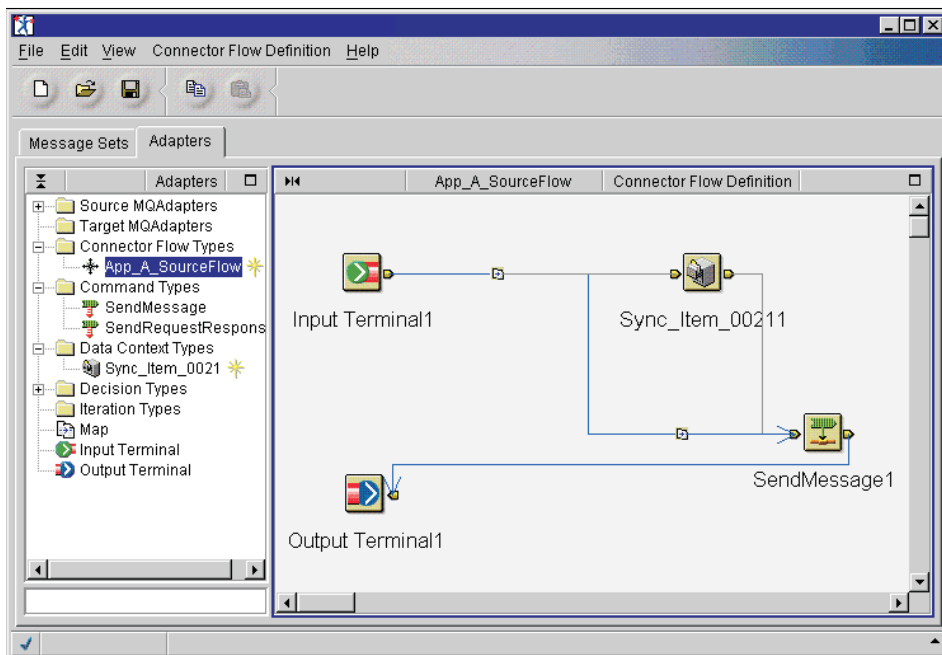 File Edit View Connector Flow Definition Help
Message Sets Adapters
Adapters
Source MQAdapters
Target MQAdapters
Connector Flow Types
App_A_SourceFlow
Command Types
SendMessage
SendRequestRespons
Data Context Types
Sync_Item_0021
Decision Types
Iteration Types
Map
Input Terminal
Output Terminal
App_A_SourceFlow Connector Flow Definition
Input Terminal1
Sync_Item_00211
SendMessage1
Output Terminal1